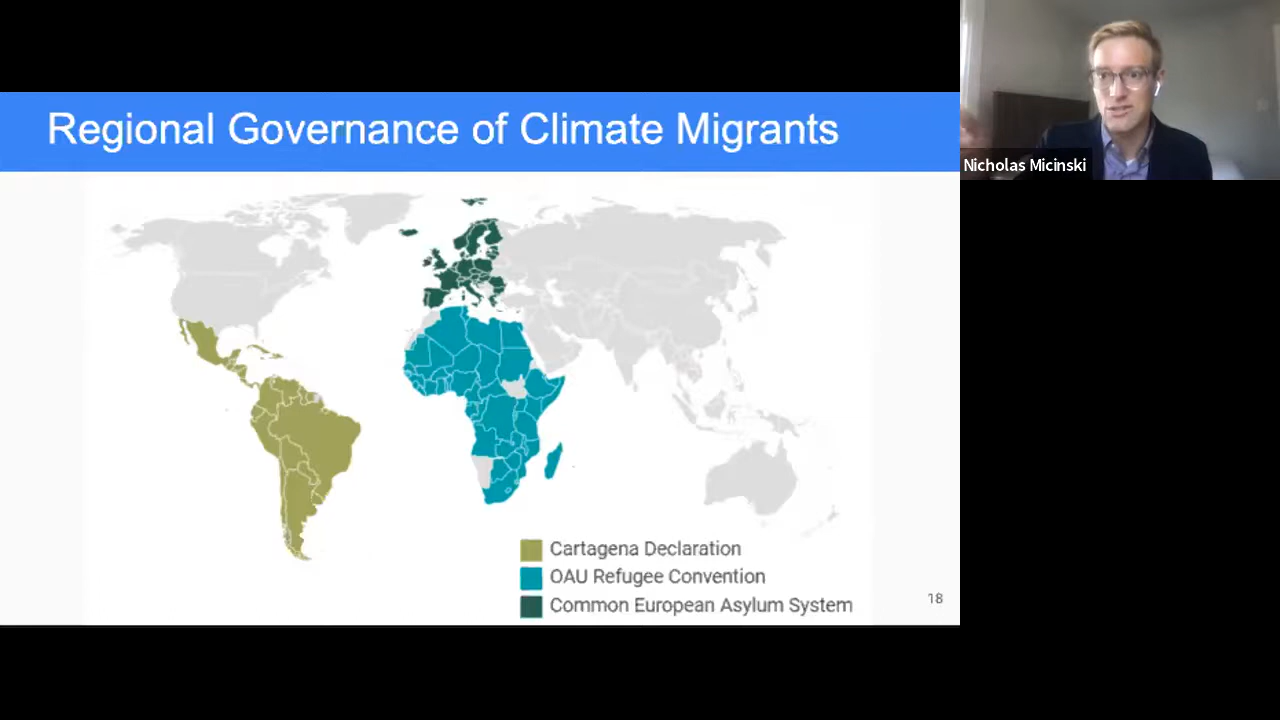 Regional Governance of Climate Migrants
Nicholas Micinski
Cartagena Declaration
OAU Refugee Convention
Common European Asylum System
18